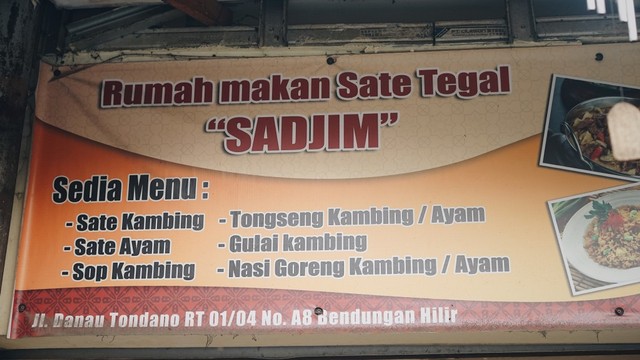 Rumah makan Sate Tegal
"SADJIM"
Sedia Menu :
- Sate Kambing
- Sate Ayam
- Sop Kambing
- Tongseng Kambing / Ayam
- Gulai kambing
- Nasi Goreng Kambing / Ayam
Jl. Danau Tondano RT 01/04 No. A8 Bendungan Hilir